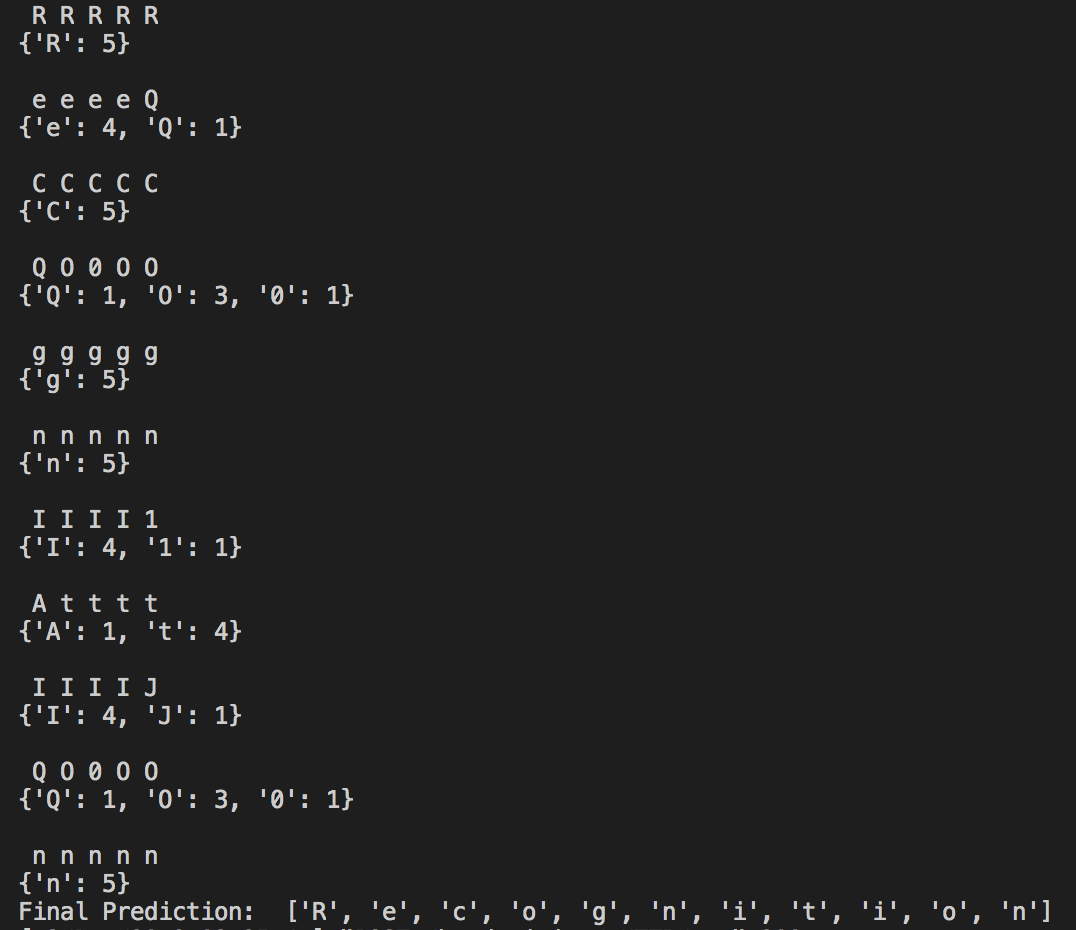 R R R R R
{'R': 5}
e e e e Q
{'e': 4, 'Q': 1}
C C C C C
{'C': 5}
Q O 0 O O
{'Q': 1, 'O': 3, '0': 1}
g g g g g
{'g': 5}
n n n n n
{'n': 5}
I I I I 1
{'I': 4, '1': 1}
A t t t t
{'A': 1, 't': 4}
I I I I J
{'I': 4, 'J': 1}
Q O 0 O O
{'Q': 1, 'O': 3, '0': 1}
n n n n n
{'n': 5}
Final Prediction:  ['R', 'e', 'c', 'o', 'g', 'n', 'i', 't', 'i', 'o', 'n']